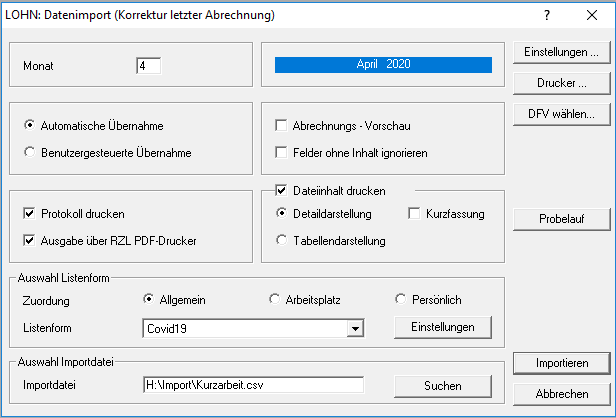 LOHN: Datenimport (Korrektur letzter Abrechnung)
Monat 4
April 2020
Einstellungen ...
Drucker ...
DFV wählen...
Automatische Übernahme
Benutzergesteuerte Übernahme
Abrechnungs - Vorschau
Felder ohne Inhalt ignorieren
Protokoll drucken
Ausgabe über RZL PDF-Drucker
Dateiinhalt drucken
Detaildarstellung Kurzfassung
Tabellendarstellung
Probelauf
Auswahl Listenform
Zuordung Allgemein Arbeitsplatz Persönlich
Listenform Covid19 Einstellungen
Auswahl Importdatei
Importdatei H:\Import\Kurzarbeit.csv Suchen
Importieren
Abbrechen